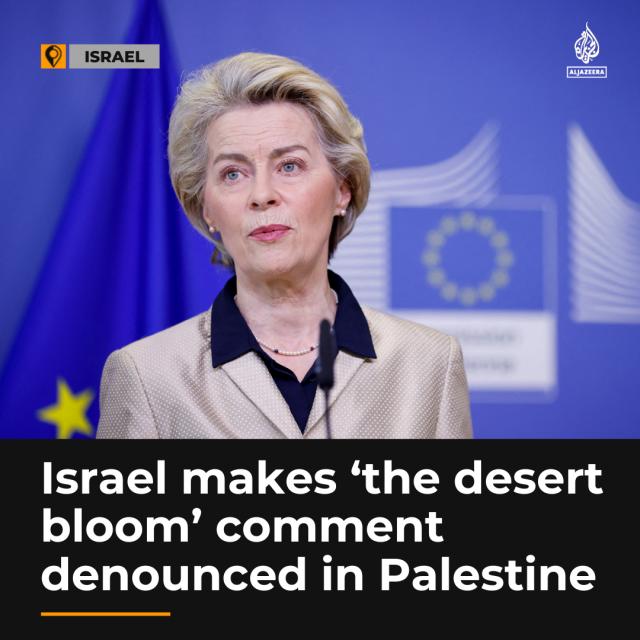 ISRAEL
ALJAZEERA
Israel makes ‘the desert
bloom’ comment
denounced in Palestine